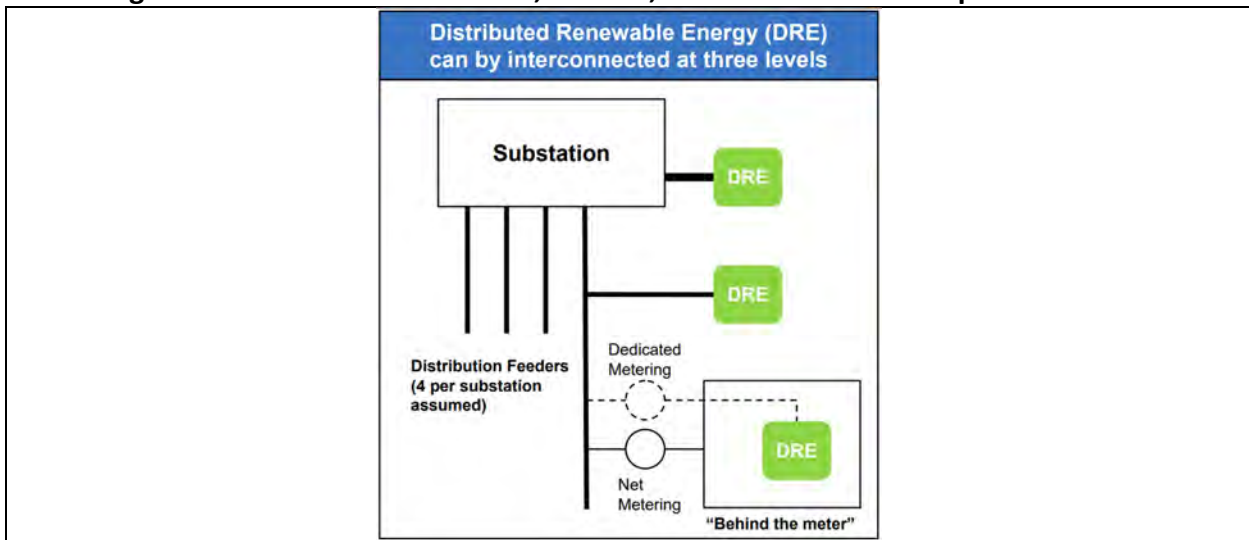 Distributed Renewable Energy (DRE)
can by interconnected at three levels
Substation
DRE
DRE
Distribution Feeders
(4 per substation
assumed)
Dedicated
Metering
DRE
Net
Metering
“Behind the meter”